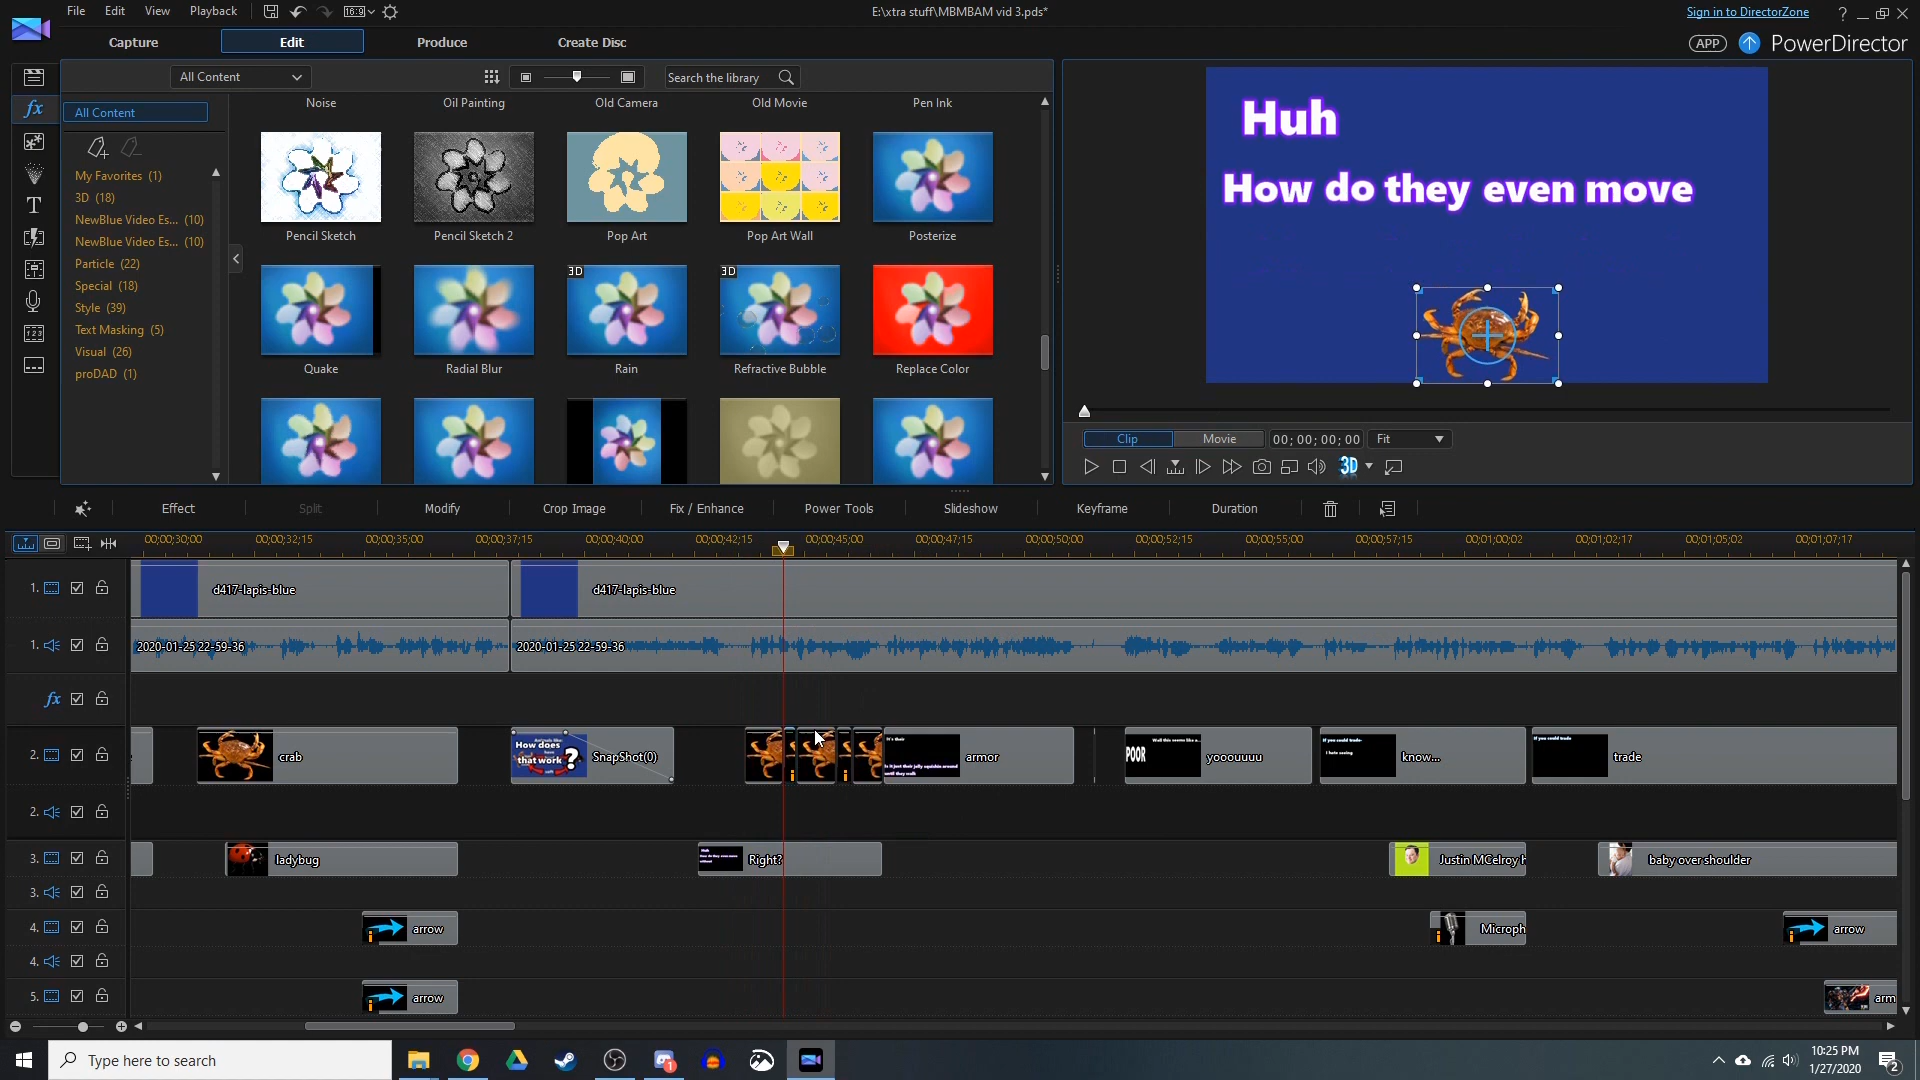 File Edit View Playback 16:9 E:\xtra stuff\MBMBAM vid 3.pds* Sign in to DirectorZone ?
Capture Edit Produce Create Disc APP PowerDirector
All Content Search the library
All Content
My Favorites (1)
3D (18)
NewBlue Video Es... (10)
NewBlue Video Es... (10)
Particle (22)
Special (18)
Style (39)
Text Masking (5)
Visual (26)
proDAD (1)
Noise Oil Painting Old Camera Old Movie Pen Ink
Pencil Sketch Pencil Sketch 2 Pop Art Pop Art Wall Posterize
3D 3D
Quake Radial Blur Rain Refractive Bubble Replace Color
Huh
How do they even move
Clip Movie 00; 00; 00; 00 Fit
3D
Effect Split Modify Crop Image Fix / Enhance Power Tools Slideshow Keyframe Duration
00;00;30;00 00;00;32;15 00;00;35;00 00;00;37;15 00;00;40;00 00;00;42;15 00;00;45;00 00;00;47;15 00;00;50;00 00;00;52;15 00;00;55;00 00;00;57;15 00;01;00;02 00;01;02;17 00;01;05;02 00;01;07;17
1. d417-lapis-blue d417-lapis-blue
1. 2020-01-25 22-59-36 2020-01-25 22-59-36
fx
2. crab How does that work ? SnapShot(0) armor POOR yooouuuu know... trade
2.
3. ladybug Right? Justin MCelroy h baby over shoulder
3.
4. arrow Microph arrow
4.
5. arrow arm
Type here to search
10:25 PM
1/27/2020
2